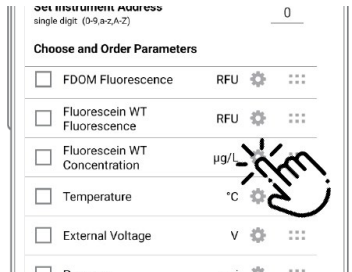 Set Instrument Address
single digit (0-9,a-z,A-Z)
0
Choose and Order Parameters
FDOM Fluorescence RFU
Fluorescein WT
Fluorescence RFU
Fluorescein WT
Concentration µg/L
Temperature °C
External Voltage V